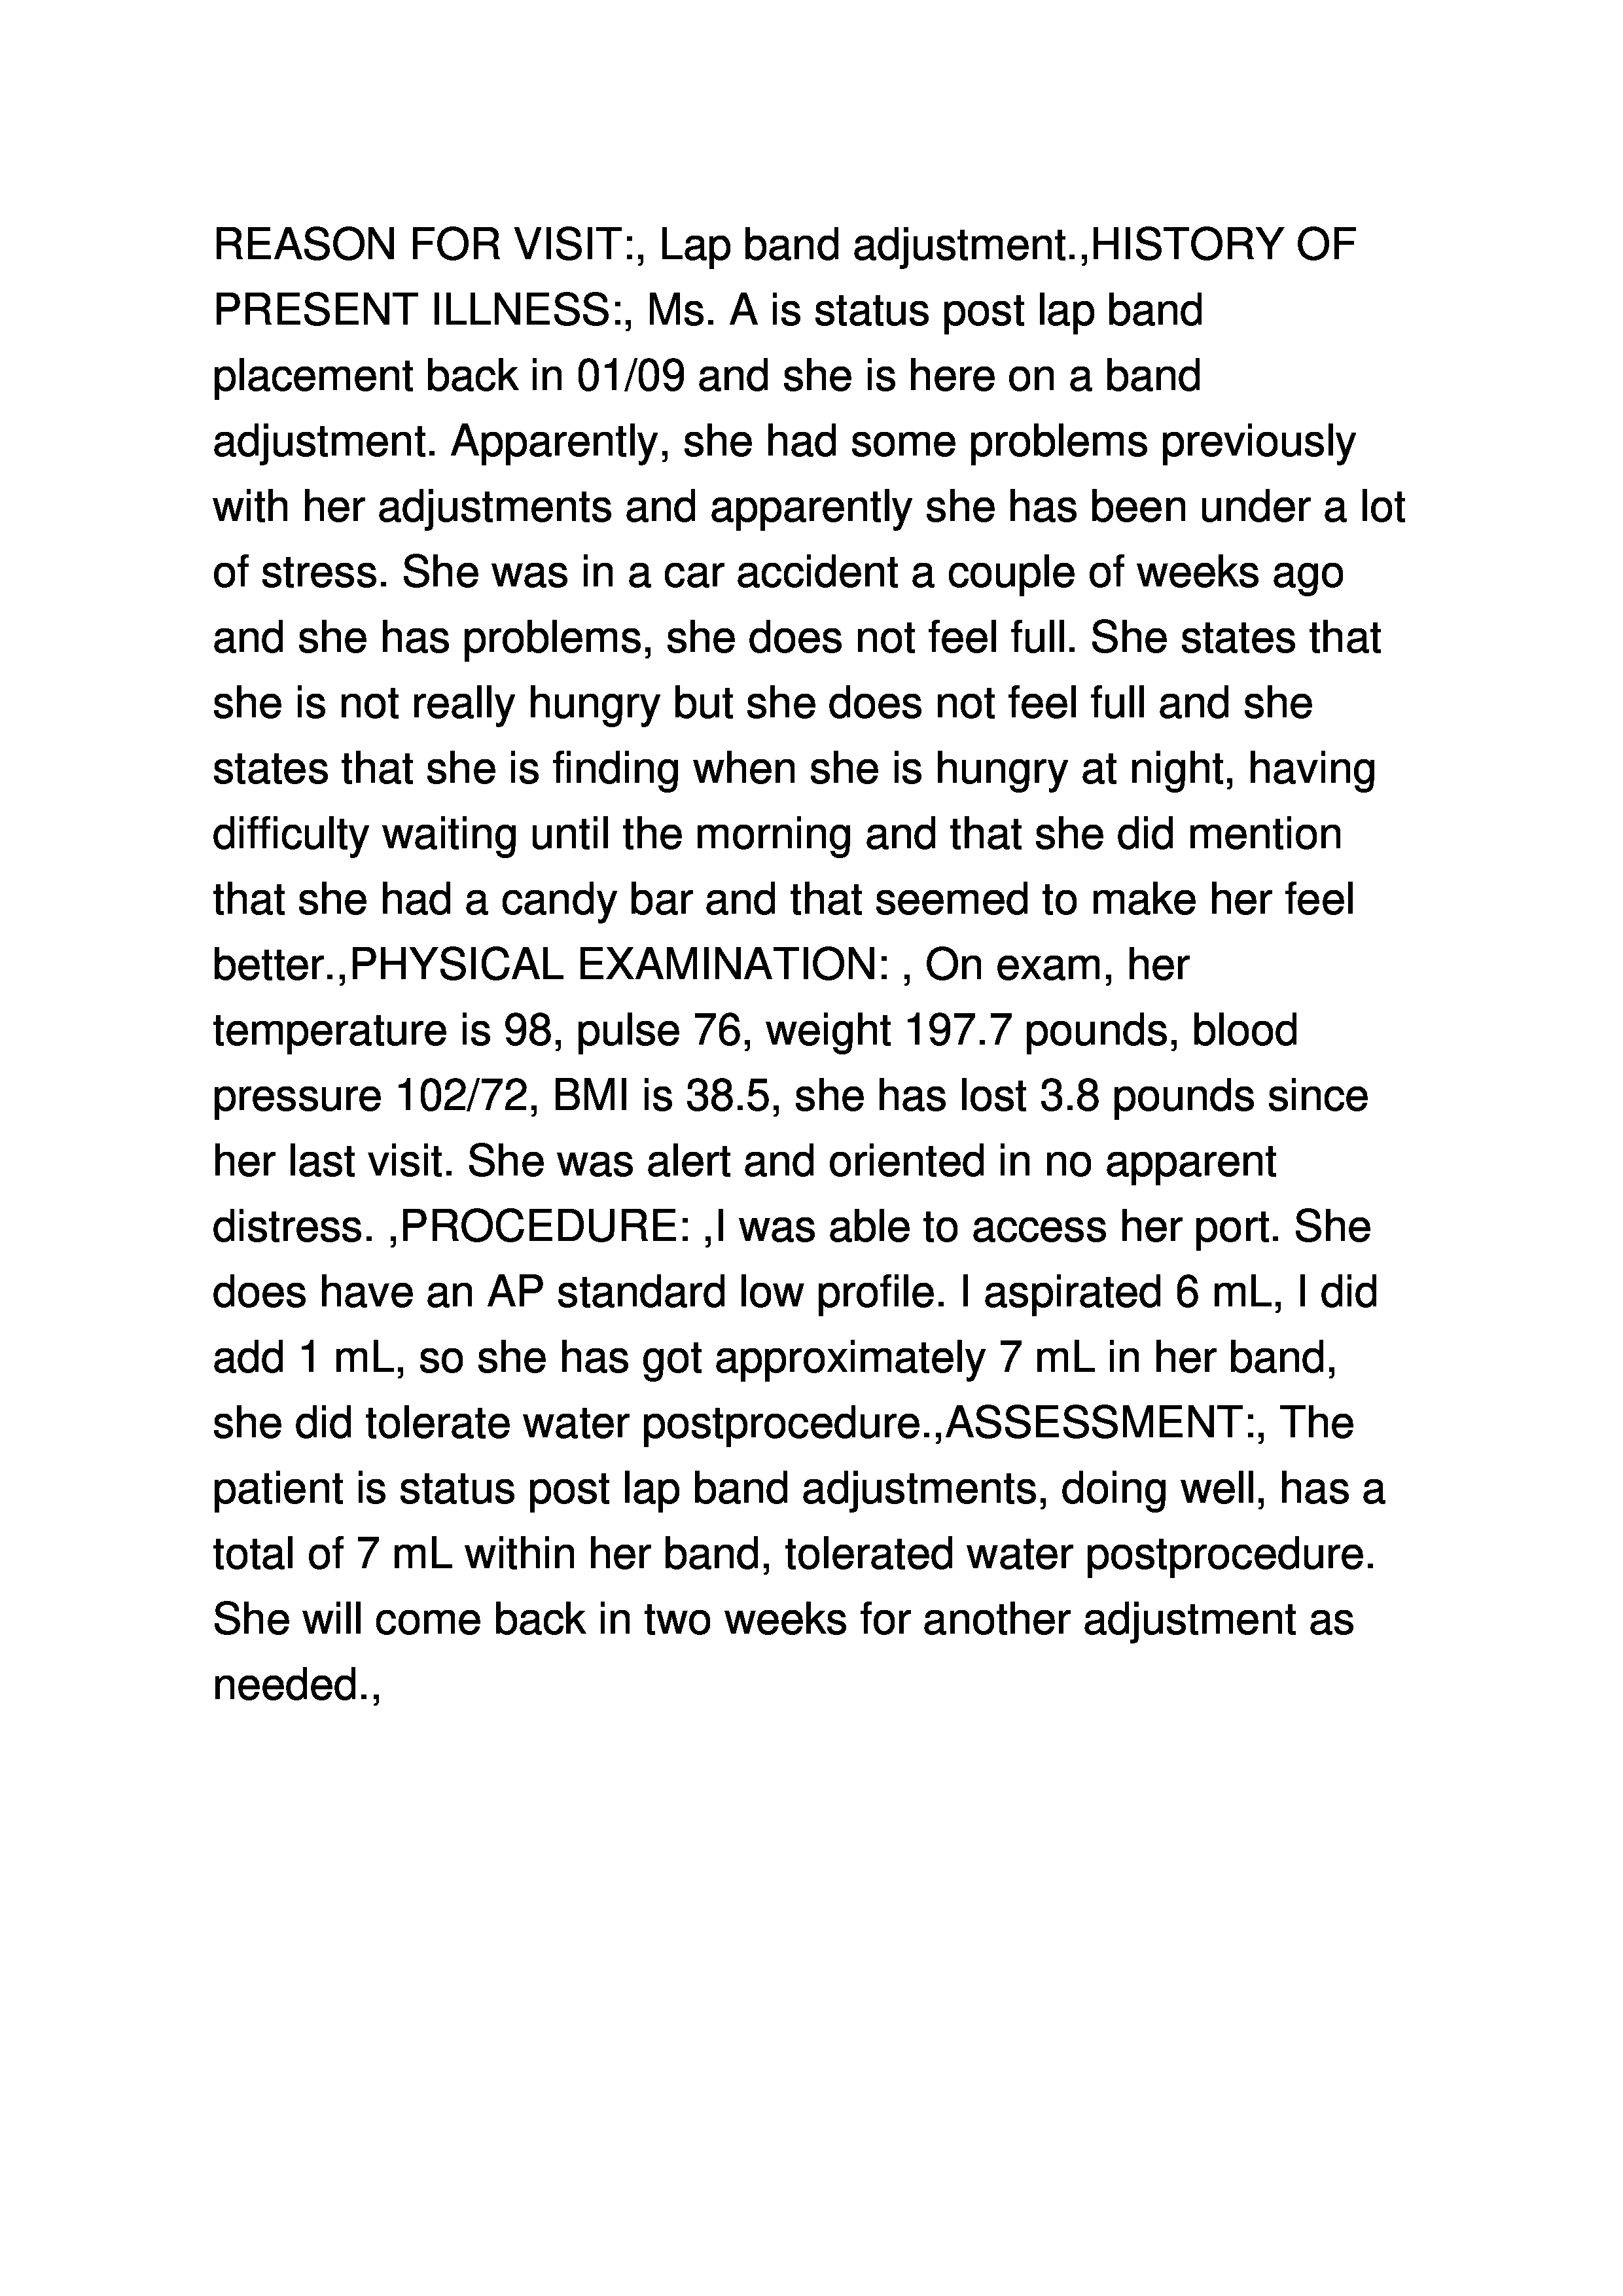 REASON FOR VISIT:, Lap band adjustment.,HISTORY OF
PRESENT ILLNESS:, Ms. A is status post lap band
placement back in 01/09 and she is here on a band
adjustment. Apparently, she had some problems previously
with her adjustments and apparently she has been under a lot
of stress. She was in a car accident a couple of weeks ago
and she has problems, she does not feel full. She states that
she is not really hungry but she does not feel full and she
states that she is finding when she is hungry at night, having
difficulty waiting until the morning and that she did mention
that she had a candy bar and that seemed to make her feel
better.,PHYSICAL EXAMINATION: , On exam, her
temperature is 98, pulse 76, weight 197.7 pounds, blood
pressure 102/72, BMI is 38.5, she has lost 3.8 pounds since
her last visit. She was alert and oriented in no apparent
distress. ,PROCEDURE: ,I was able to access her port. She
does have an AP standard low profile. I aspirated 6 mL, I did
add 1 mL, so she has got approximately 7 mL in her band,
she did tolerate water postprocedure.,ASSESSMENT:, The
patient is status post lap band adjustments, doing well, has a
total of 7 mL within her band, tolerated water postprocedure.
She will come back in two weeks for another adjustment as
needed.,